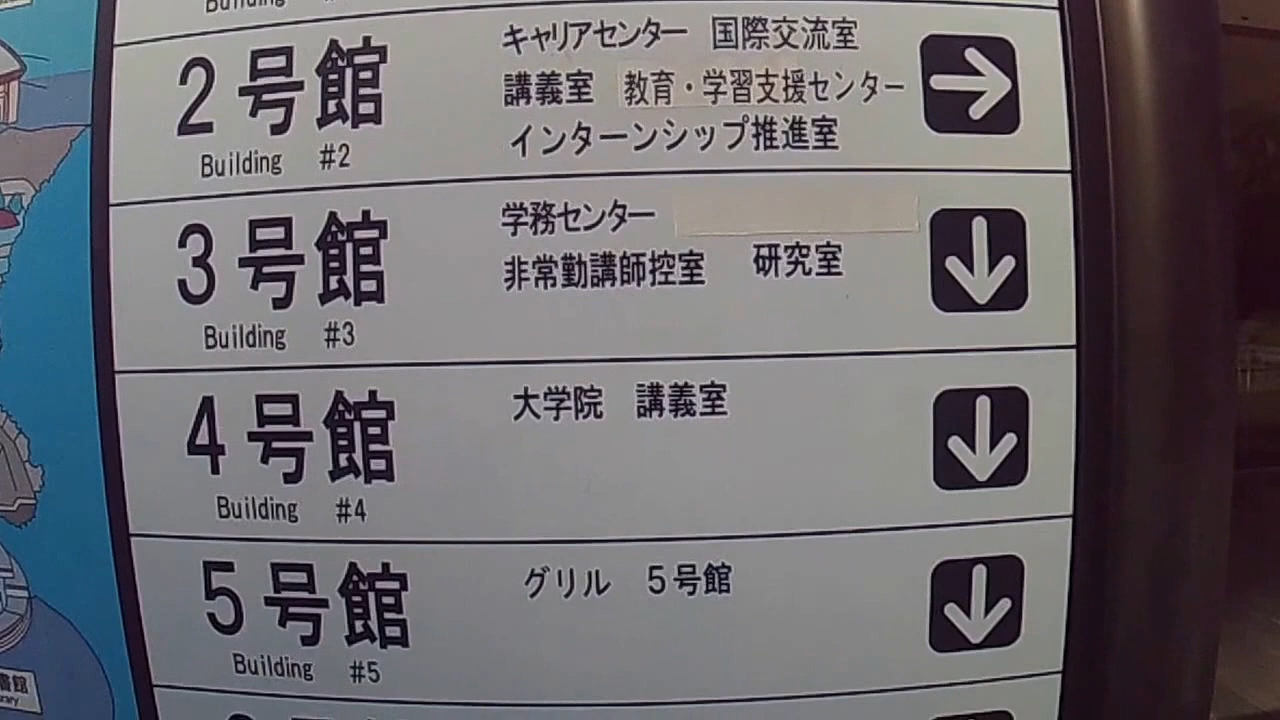 Building
2号館
Building #2
キャリアセンター 国際交流室
講義室 教育・学習支援センター
インターンシップ推進室
3号館
Building #3
学務センター
非常勤講師控室 研究室
4号館
Building #4
大学院 講義室
5号館
Building #5
グリル 5号館